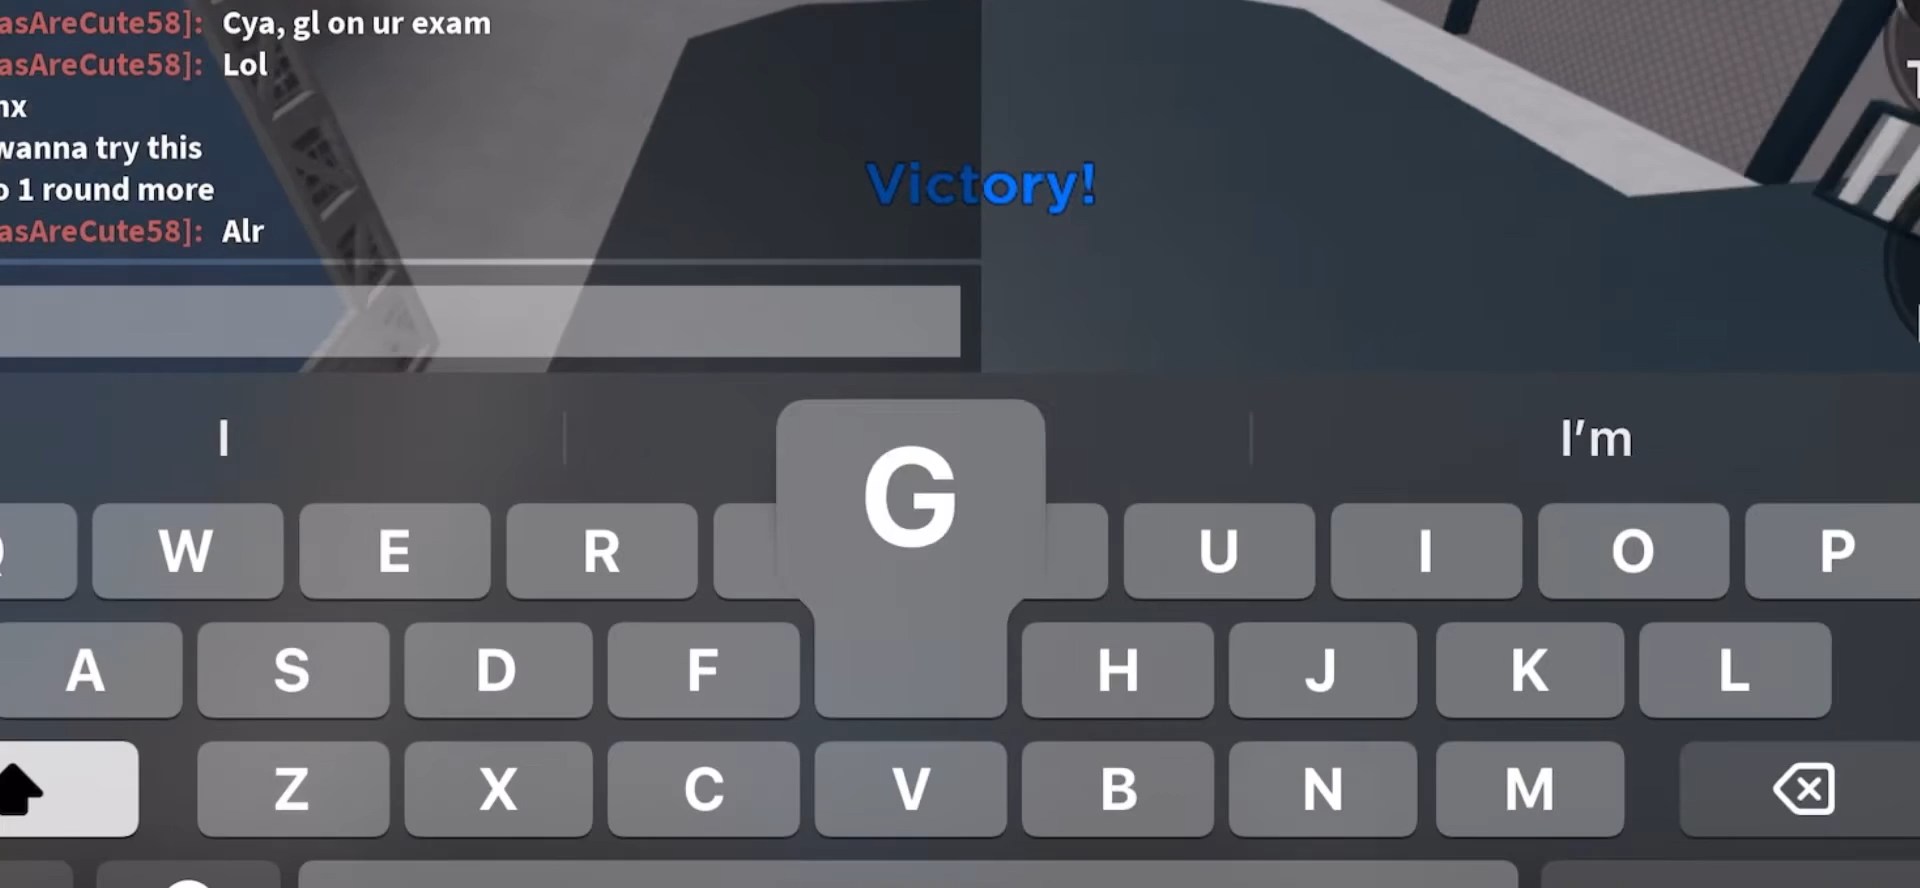 asAreCute58]: Cya, gl on ur exam
asAreCute58]: Lol
nx
wanna try this
o 1 round more
asAreCute58]: Alr
Victory!
I I'm
G
W E R U I O P
A S D F H J K L
Z X C V B N M